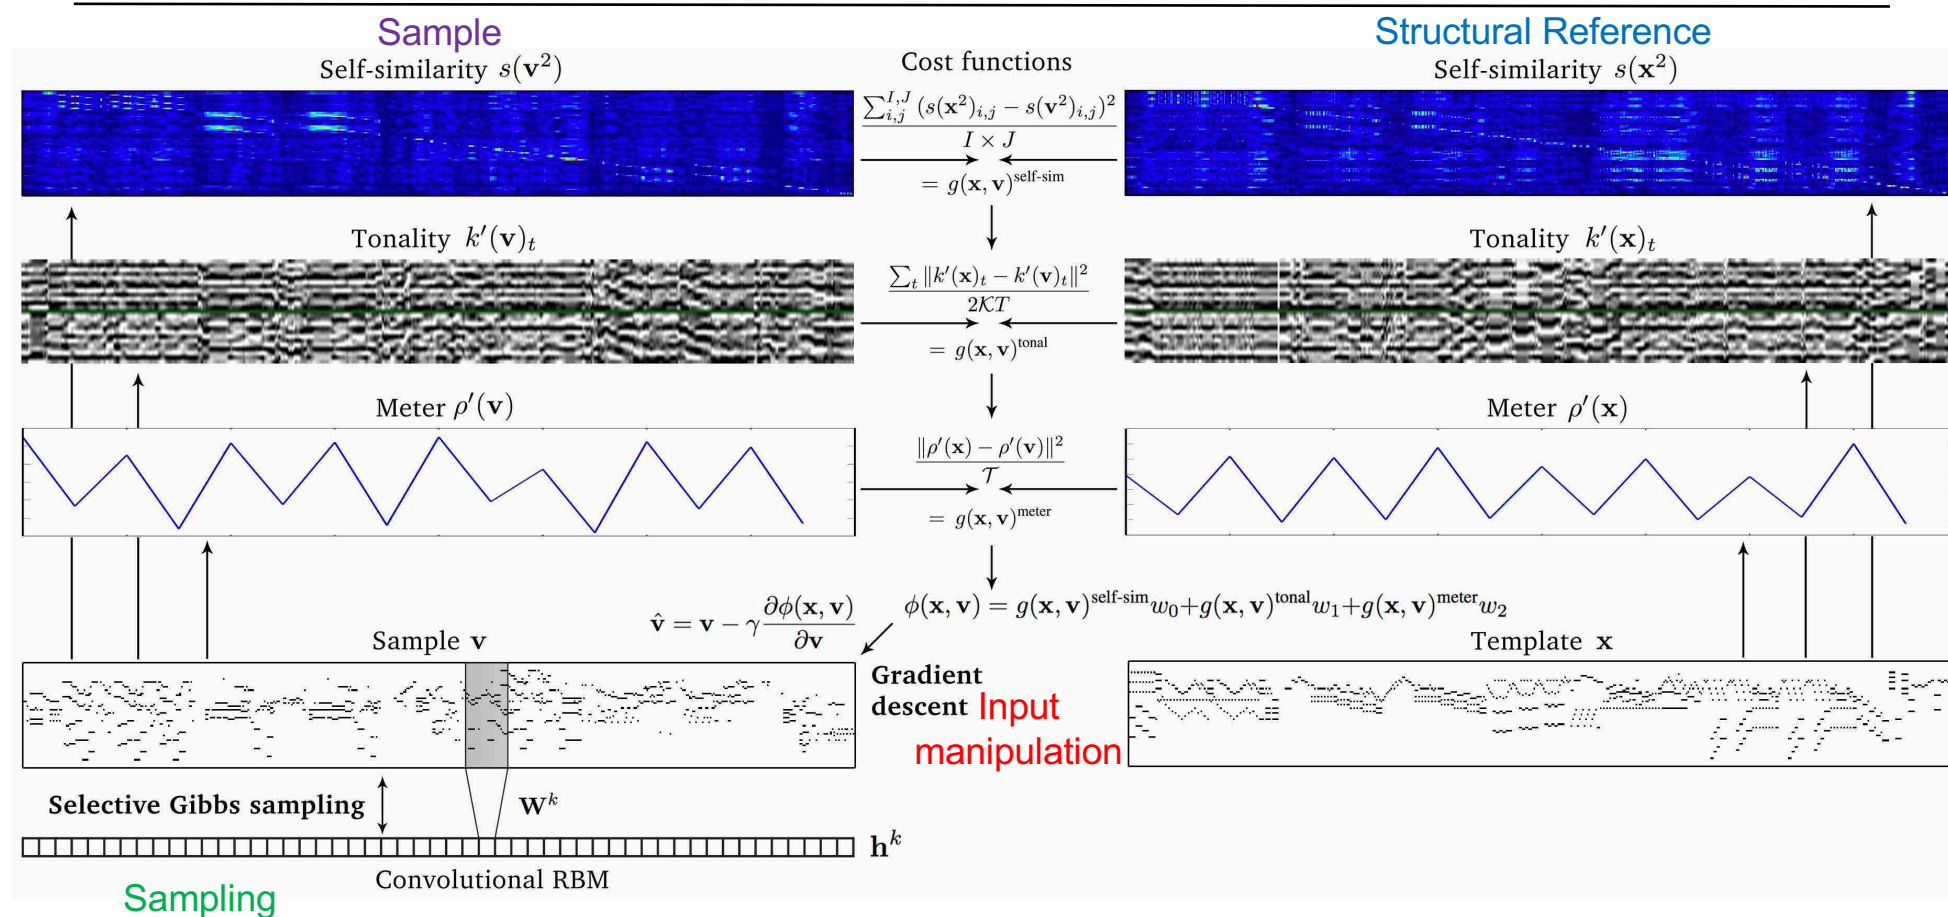 Sample
Structural Reference
Self-similarity s(v²)
Cost functions
Self-similarity s(x²)
∑_{i,j}^{I,J} (s(x²)_{i,j} − s(v²)_{i,j})²
I × J
= g(x, v)^{self-sim}
Tonality k′(v)_t
Tonality k′(x)_t
∑_t ‖k′(x)_t − k′(v)_t‖²
2𝒦T
= g(x, v)^{tonal}
Meter ρ′(v)
Meter ρ′(x)
‖ρ′(x) − ρ′(v)‖²
𝒯
= g(x, v)^{meter}
v̂ = v − γ ∂ϕ(x, v)/∂v
ϕ(x, v) = g(x, v)^{self-sim}w₀+g(x, v)^{tonal}w₁+g(x, v)^{meter}w₂
Sample v
Template x
Gradient
descent
Input
manipulation
Selective Gibbs sampling
W^k
h^k
Convolutional RBM
Sampling